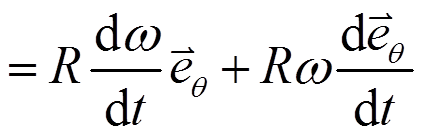 = R dω/dt e⃗_θ + Rω de⃗_θ/dt